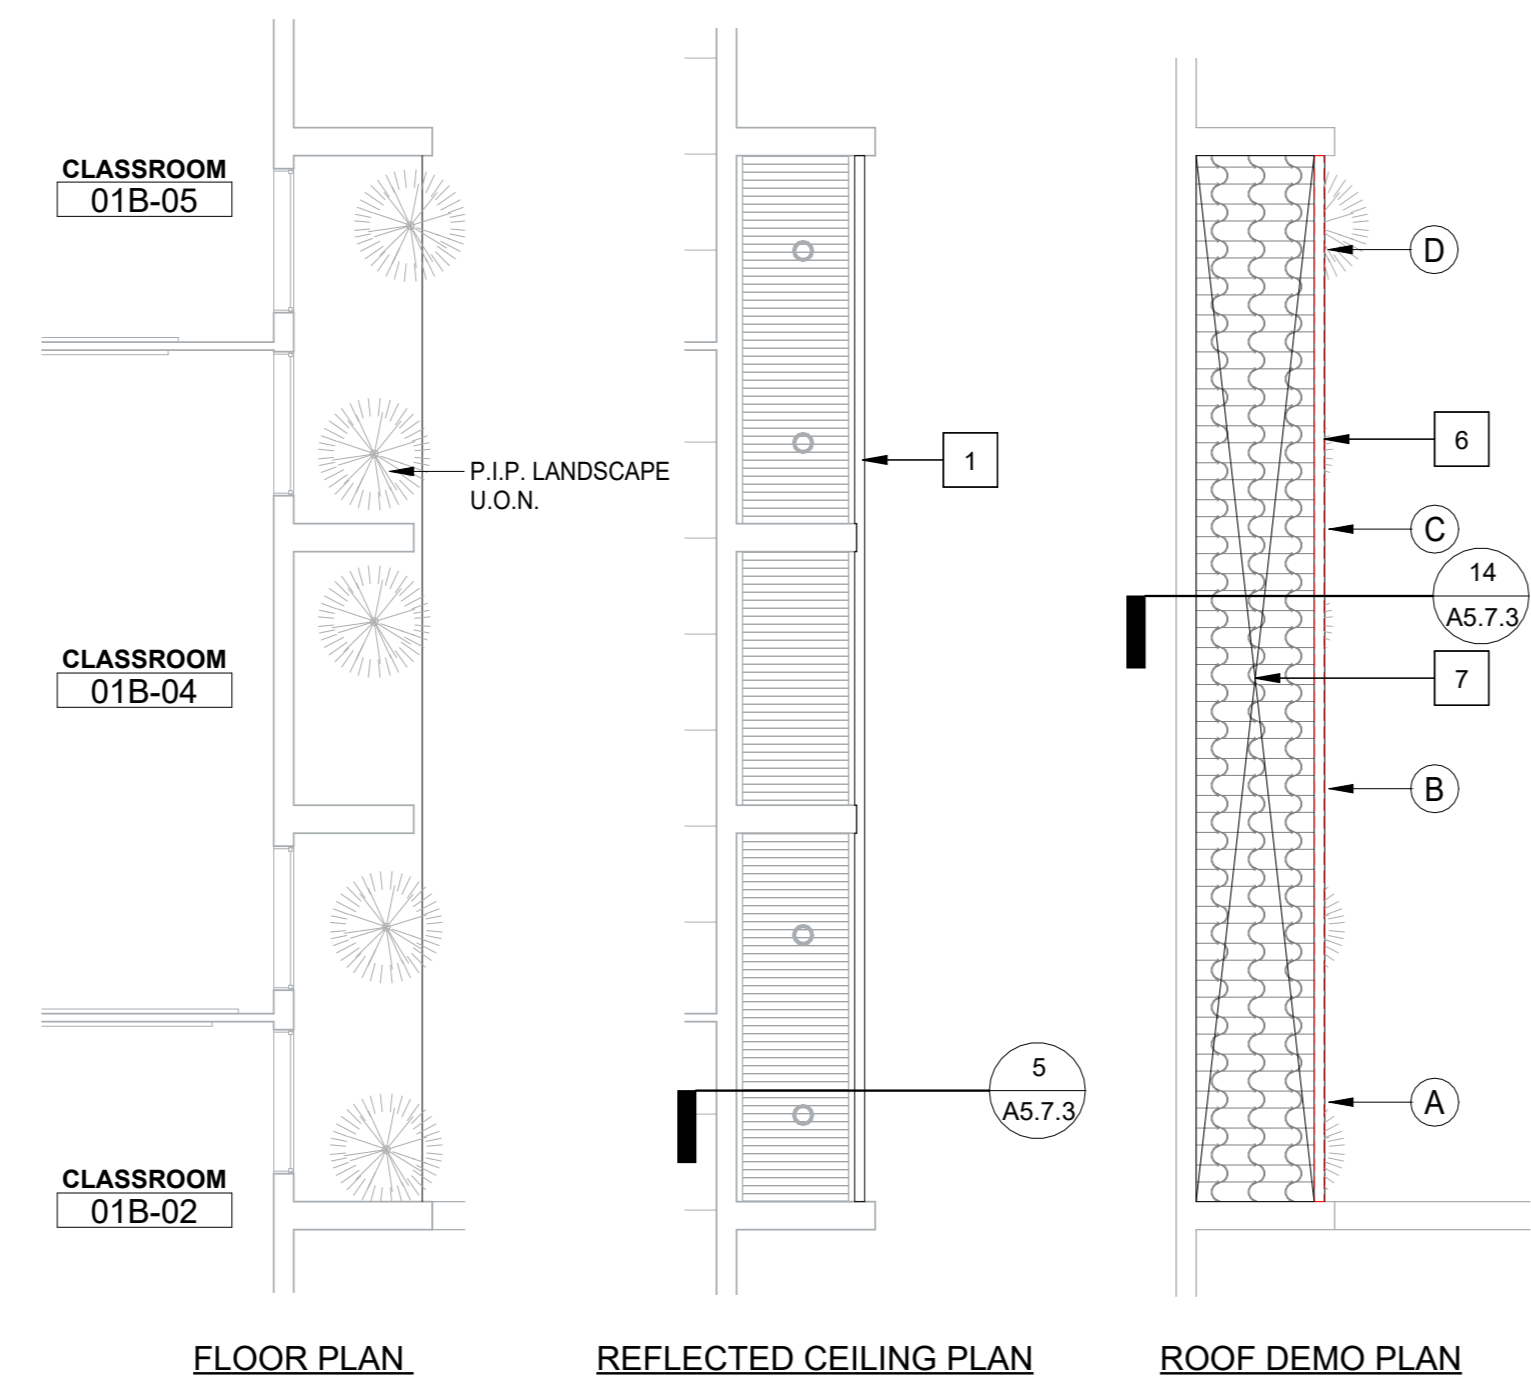 CLASSROOM
01B-05
P.I.P. LANDSCAPE
U.O.N.
CLASSROOM
01B-04
CLASSROOM
01B-02
FLOOR PLAN
1
5
A5.7.3
REFLECTED CEILING PLAN
D
6
C
14
A5.7.3
7
B
A
ROOF DEMO PLAN